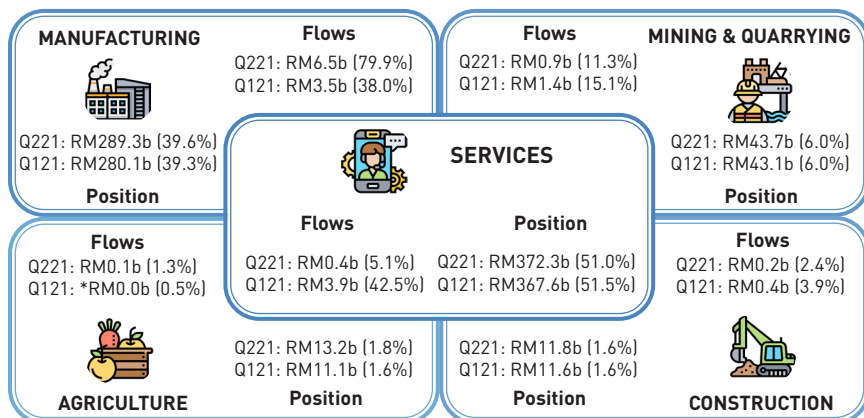 MANUFACTURING
Flows
Q221: RM6.5b (79.9%)
Q121: RM3.5b (38.0%)
Q221: RM289.3b (39.6%)
Q121: RM280.1b (39.3%)
Position
Flows
MINING & QUARRYING
Q221: RM0.9b (11.3%)
Q121: RM1.4b (15.1%)
Q221: RM43.7b (6.0%)
Q121: RM43.1b (6.0%)
Position
SERVICES
Flows
Q221: RM0.4b (5.1%)
Q121: RM3.9b (42.5%)
Position
Q221: RM372.3b (51.0%)
Q121: RM367.6b (51.5%)
Flows
Q221: RM0.1b (1.3%)
Q121: *RM0.0b (0.5%)
Q221: RM13.2b (1.8%)
Q121: RM11.1b (1.6%)
AGRICULTURE
Position
Flows
Q221: RM0.2b (2.4%)
Q121: RM0.4b (3.9%)
Q221: RM11.8b (1.6%)
Q121: RM11.6b (1.6%)
Position
CONSTRUCTION